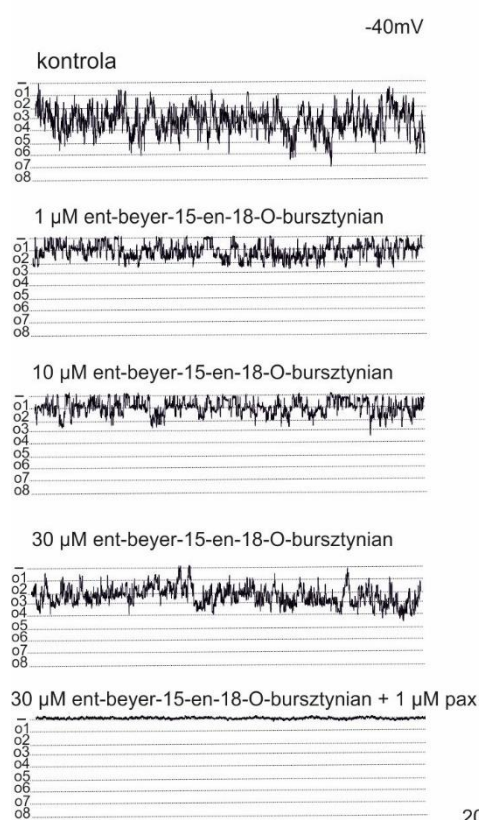 -40mV
kontrola
–
o1
o2
o3
o4
o5
o6
o7
o8
1 µM ent-beyer-15-en-18-O-bursztynian
–
o1
o2
o3
o4
o5
o6
o7
o8
10 µM ent-beyer-15-en-18-O-bursztynian
–
o1
o2
o3
o4
o5
o6
o7
o8
30 µM ent-beyer-15-en-18-O-bursztynian
–
o1
o2
o3
o4
o5
o6
o7
o8
30 µM ent-beyer-15-en-18-O-bursztynian + 1 µM pax
–
o1
o2
o3
o4
o5
o6
o7
o8
20